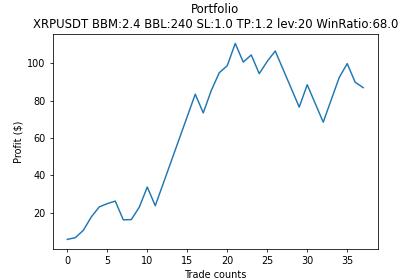 Portfolio
XRPUSDT BBM:2.4 BBL:240 SL:1.0 TP:1.2 lev:20 WinRatio:68.0
100
80
60
40
20
Profit ($)
0 5 10 15 20 25 30 35
Trade counts